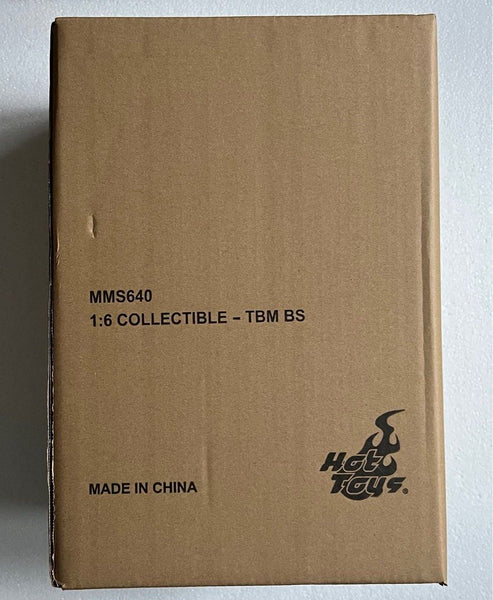 MMS640
1:6 COLLECTIBLE – TBM BS
MADE IN CHINA
Hot
Toys®